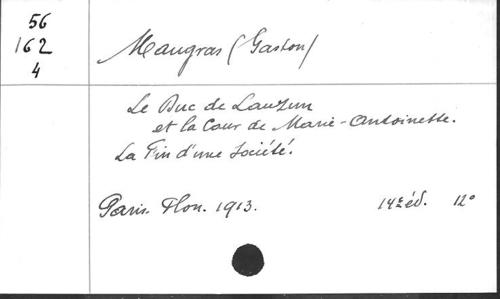 56
162
4
Maugras (Gaston)
Le Duc de Lauzun
et la Cour de Marie-Antoinette.
La Fin d'une Société.
Paris. Plon. 1913. 14e éd. 12°